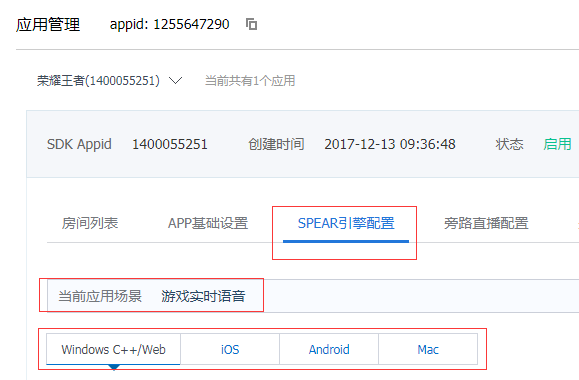 应用管理 appid: 1255647290
荣耀王者(1400055251) 当前共有1个应用
SDK Appid 1400055251 创建时间 2017-12-13 09:36:48 状态 启用
房间列表 APP基础设置 SPEAR引擎配置 旁路直播配置
当前应用场景 游戏实时语音
Windows C++/Web iOS Android Mac